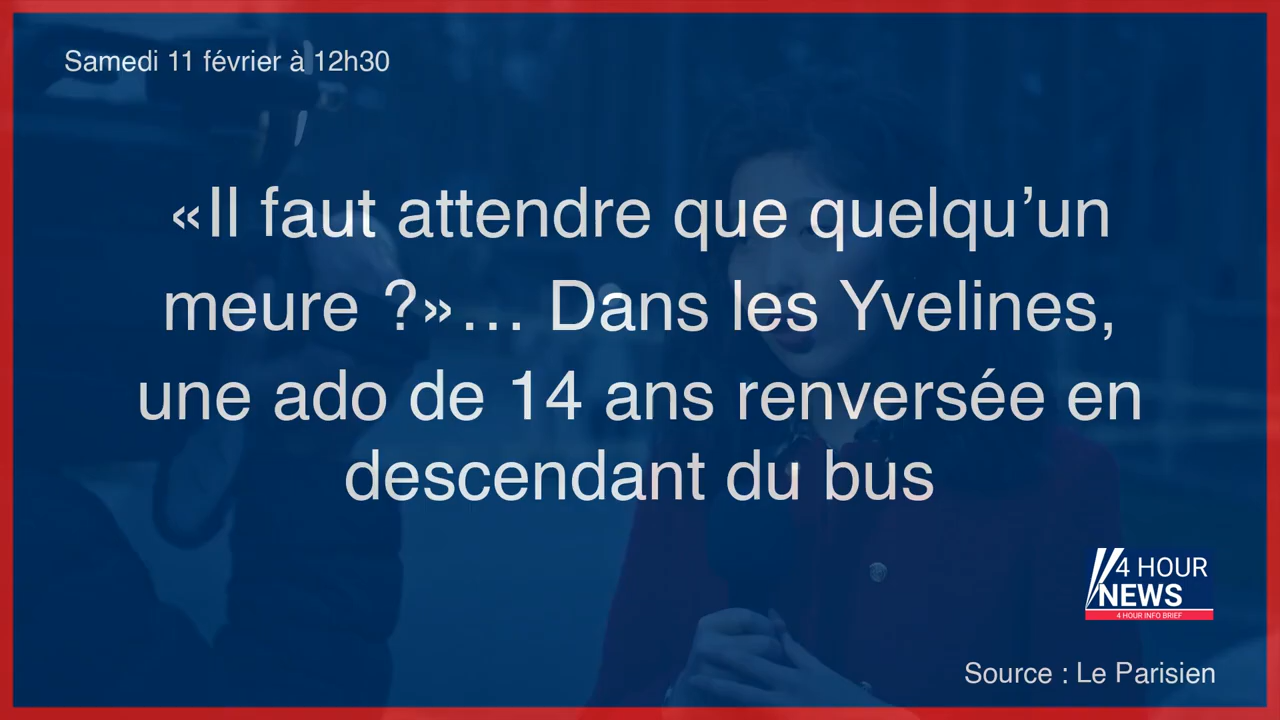 Samedi 11 février à 12h30
«Il faut attendre que quelqu’un
meure ?»… Dans les Yvelines,
une ado de 14 ans renversée en
descendant du bus
4 HOUR
NEWS
4 HOUR INFO BRIEF
Source : Le Parisien